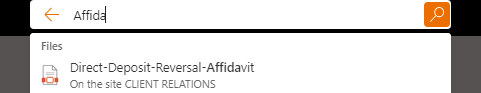 Affida
Files
Direct-Deposit-Reversal-Affidavit
On the site CLIENT RELATIONS